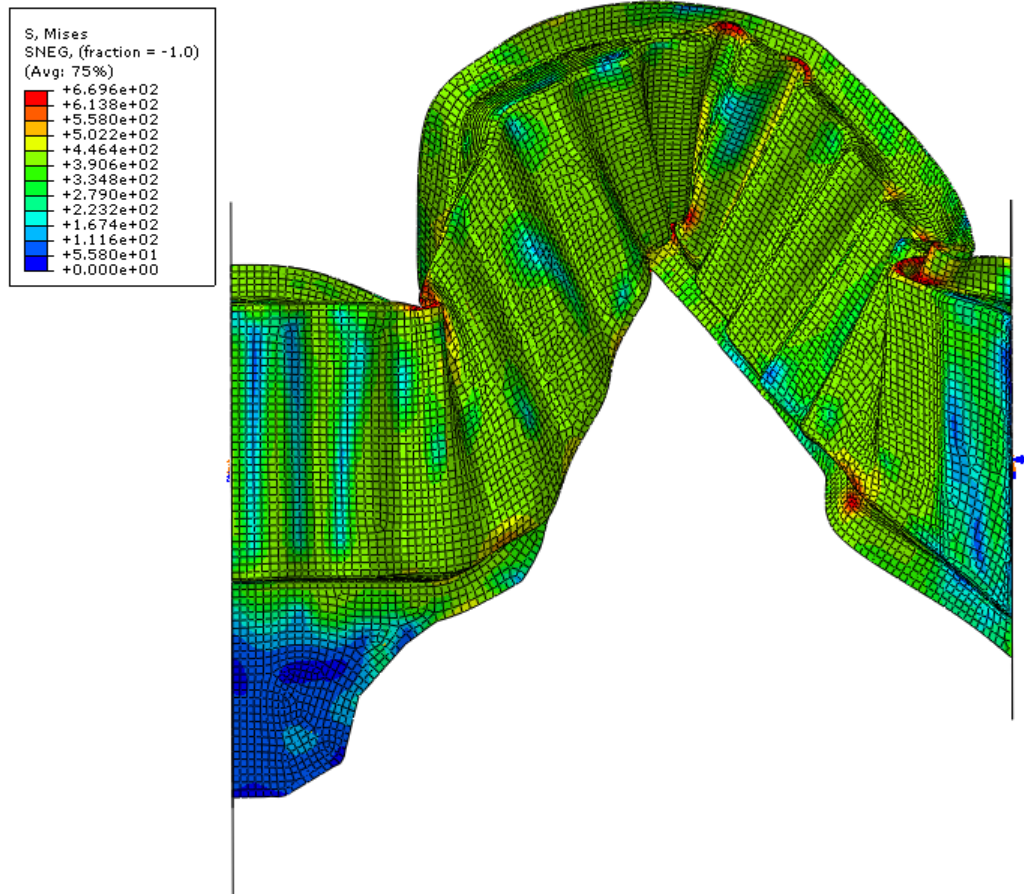 S, Mises
SNEG, (fraction = -1.0)
(Avg: 75%)
+6.696e+02
+6.138e+02
+5.580e+02
+5.022e+02
+4.464e+02
+3.906e+02
+3.348e+02
+2.790e+02
+2.232e+02
+1.674e+02
+1.116e+02
+5.580e+01
+0.000e+00